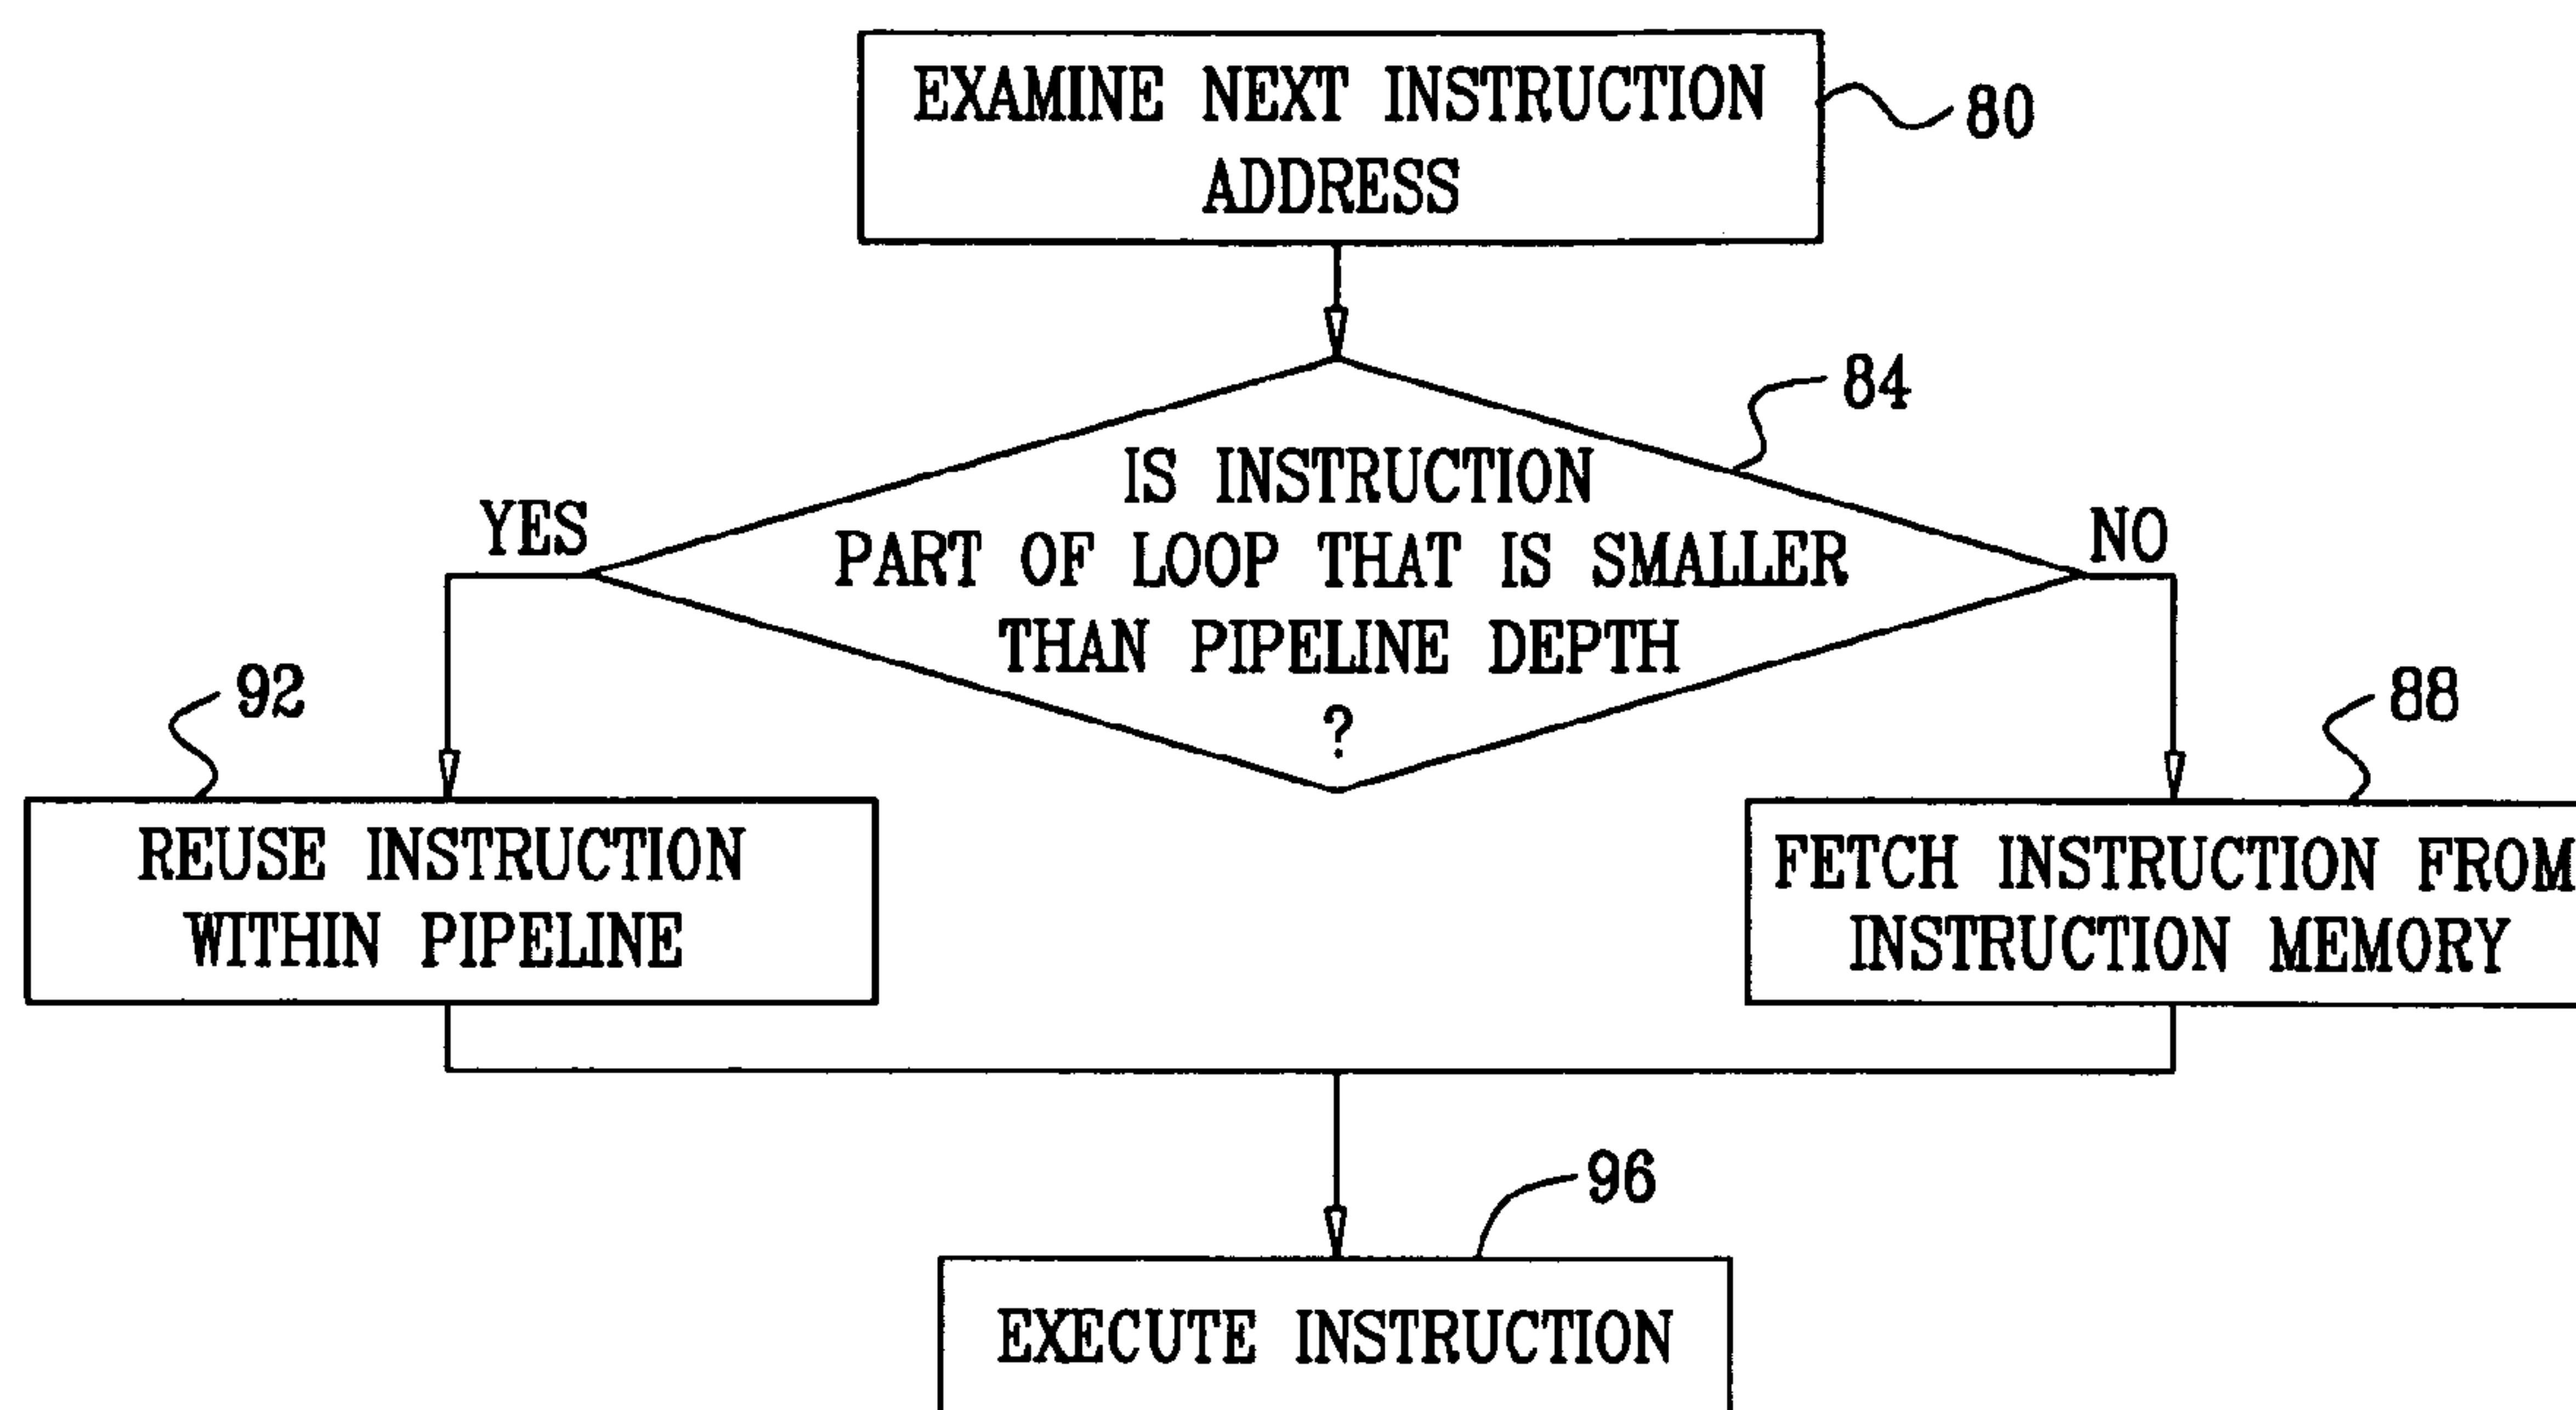 EXAMINE NEXT INSTRUCTION
ADDRESS
80
84
IS INSTRUCTION
PART OF LOOP THAT IS SMALLER
THAN PIPELINE DEPTH
?
YES
NO
92
88
REUSE INSTRUCTION
WITHIN PIPELINE
FETCH INSTRUCTION FROM
INSTRUCTION MEMORY
96
EXECUTE INSTRUCTION